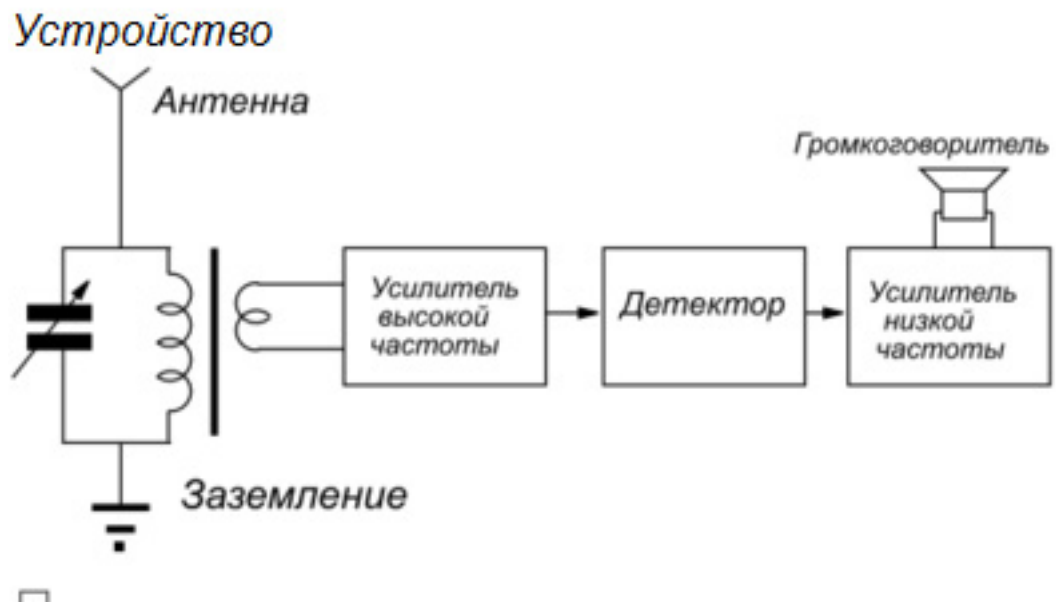 Устройство
Антенна
Громкоговоритель
Усилитель
высокой
частоты
Детектор
Усилитель
низкой
частоты
Заземление